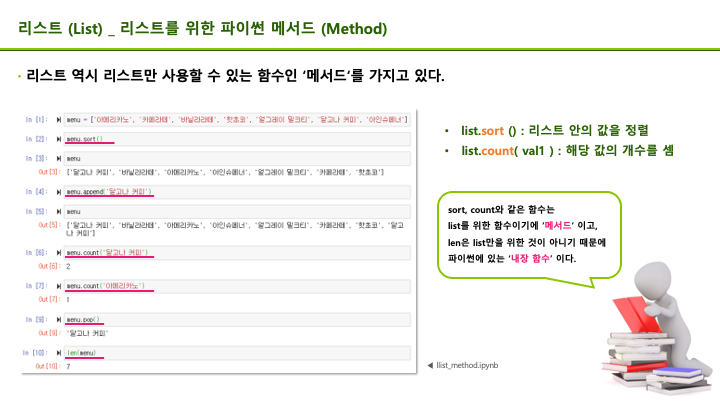 리스트 (List) _ 리스트를 위한 파이썬 메서드 (Method)
• 리스트 역시 리스트만 사용할 수 있는 함수인 ‘메서드’를 가지고 있다.
In [1]: menu = ['아메리카노', '카페라떼', '바닐라라떼', '핫초코', '얼그레이 밀크티', '달고나 커피', '아인슈페너']
In [2]: menu.sort()
In [3]: menu
Out[3]: ['달고나 커피', '바닐라라떼', '아메리카노', '아인슈페너', '얼그레이 밀크티', '카페라떼', '핫초코']
In [4]: menu.append('달고나 커피')
In [5]: menu
Out[5]: ['달고나 커피', '바닐라라떼', '아메리카노', '아인슈페너', '얼그레이 밀크티', '카페라떼', '핫초코', '달고
나 커피']
In [6]: menu.count('달고나 커피')
Out[6]: 2
In [7]: menu.count('아메리카노')
Out[7]: 1
In [9]: menu.pop()
Out[9]: '달고나 커피'
In [10]: len(menu)
Out[10]: 7
• list.sort () : 리스트 안의 값을 정렬
• list.count( val1 ) : 해당 값의 개수를 셈
sort, count와 같은 함수는
list를 위한 함수이기에 ‘메서드’ 이고,
len은 list만을 위한 것이 아니기 때문에
파이썬에 있는 ‘내장 함수’ 이다.
◀ list_method.ipynb